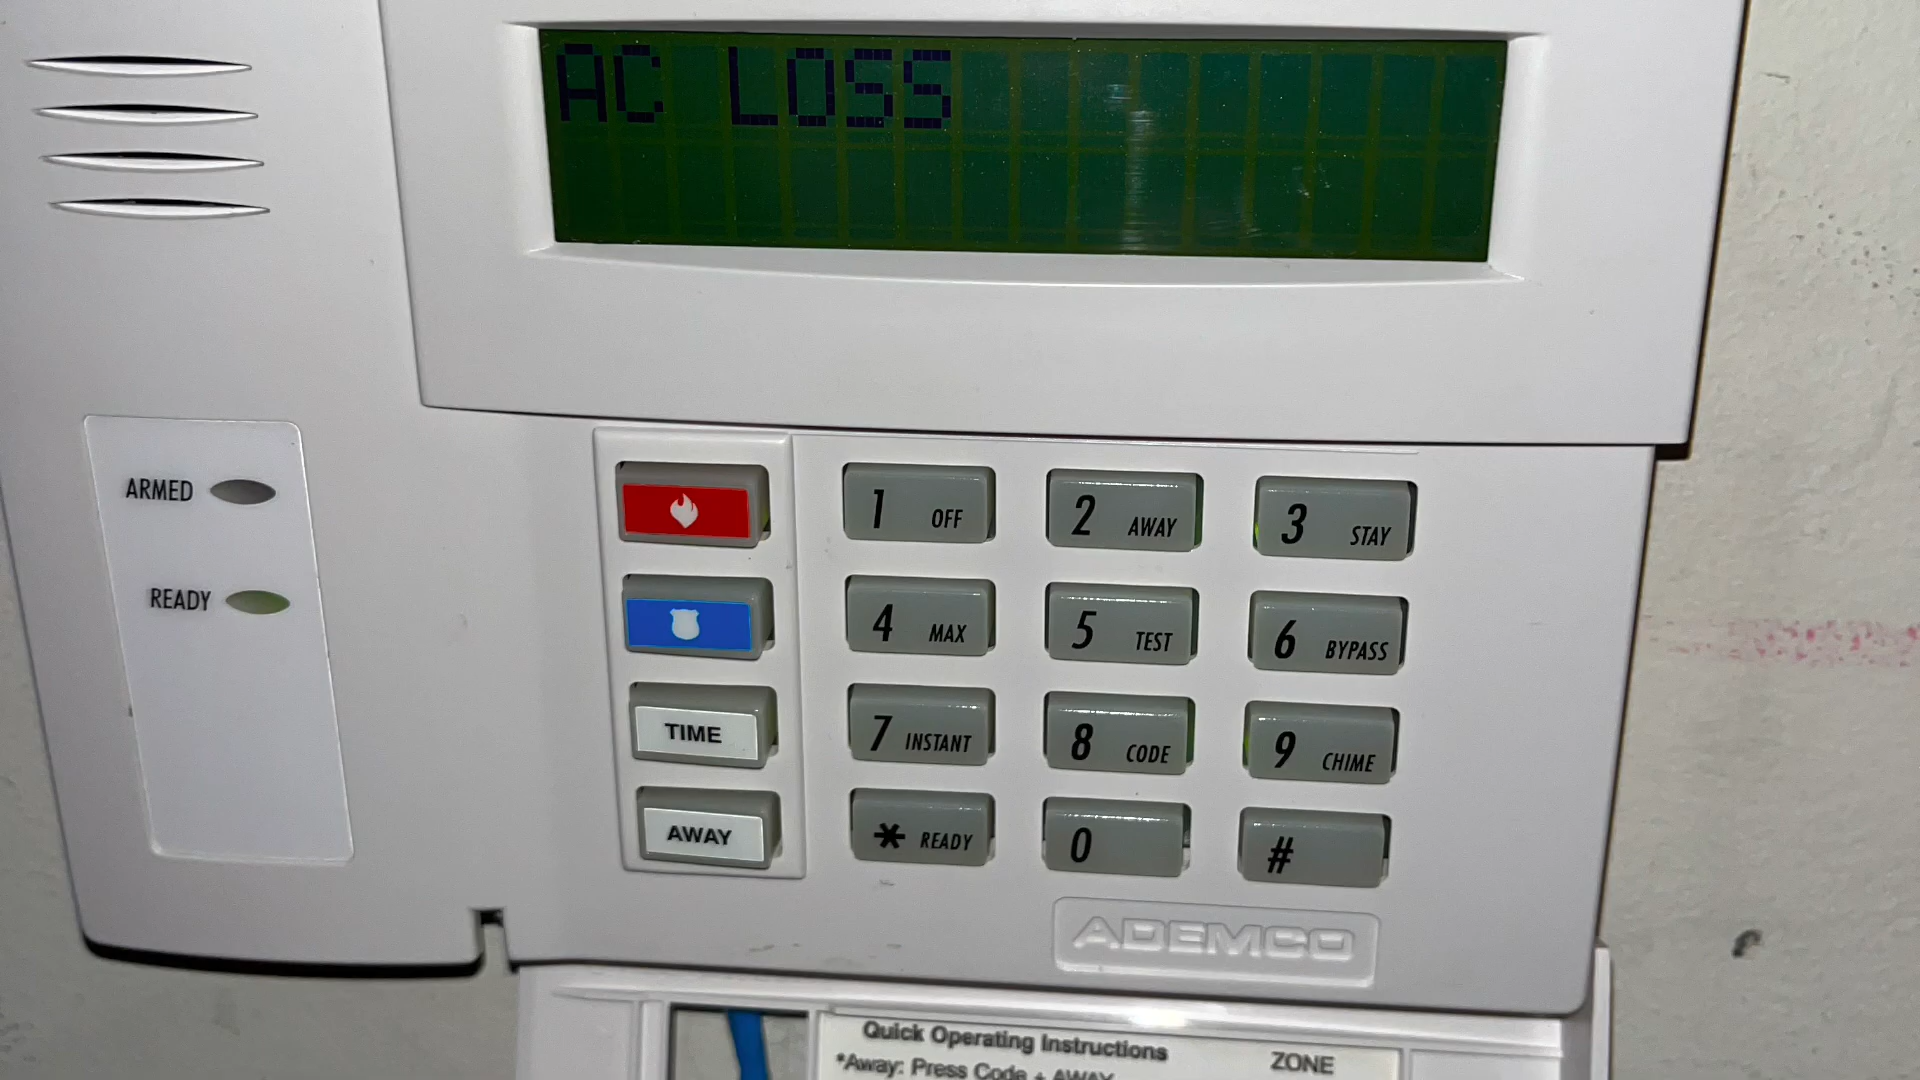 AC LOSS
ARMED
READY
1 OFF
2 AWAY
3 STAY
4 MAX
5 TEST
6 BYPASS
TIME
7 INSTANT
8 CODE
9 CHIME
AWAY
* READY
0
#
ADEMCO
Quick Operating Instructions
ZONE
*Away: Press Code + AWAY